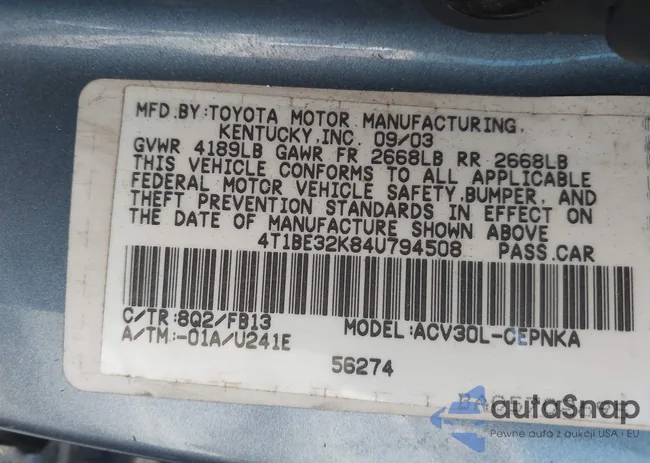 MFD.BY:TOYOTA MOTOR MANUFACTURING,
KENTUCKY,INC. 09/03
GVWR 4189LB GAWR FR 2668LB RR 2668LB
THIS VEHICLE CONFORMS TO ALL APPLICABLE
FEDERAL MOTOR VEHICLE SAFETY,BUMPER, AND
THEFT PREVENTION STANDARDS IN EFFECT ON
THE DATE OF MANUFACTURE SHOWN ABOVE.
4T1BE32K84U794508 PASS.CAR
C/TR:8Q2/FB13 MODEL:ACV30L-CEPNKA
A/TM:-01A/U241E
56274
autoSnap
Pewne auta z aukcji USA i EU